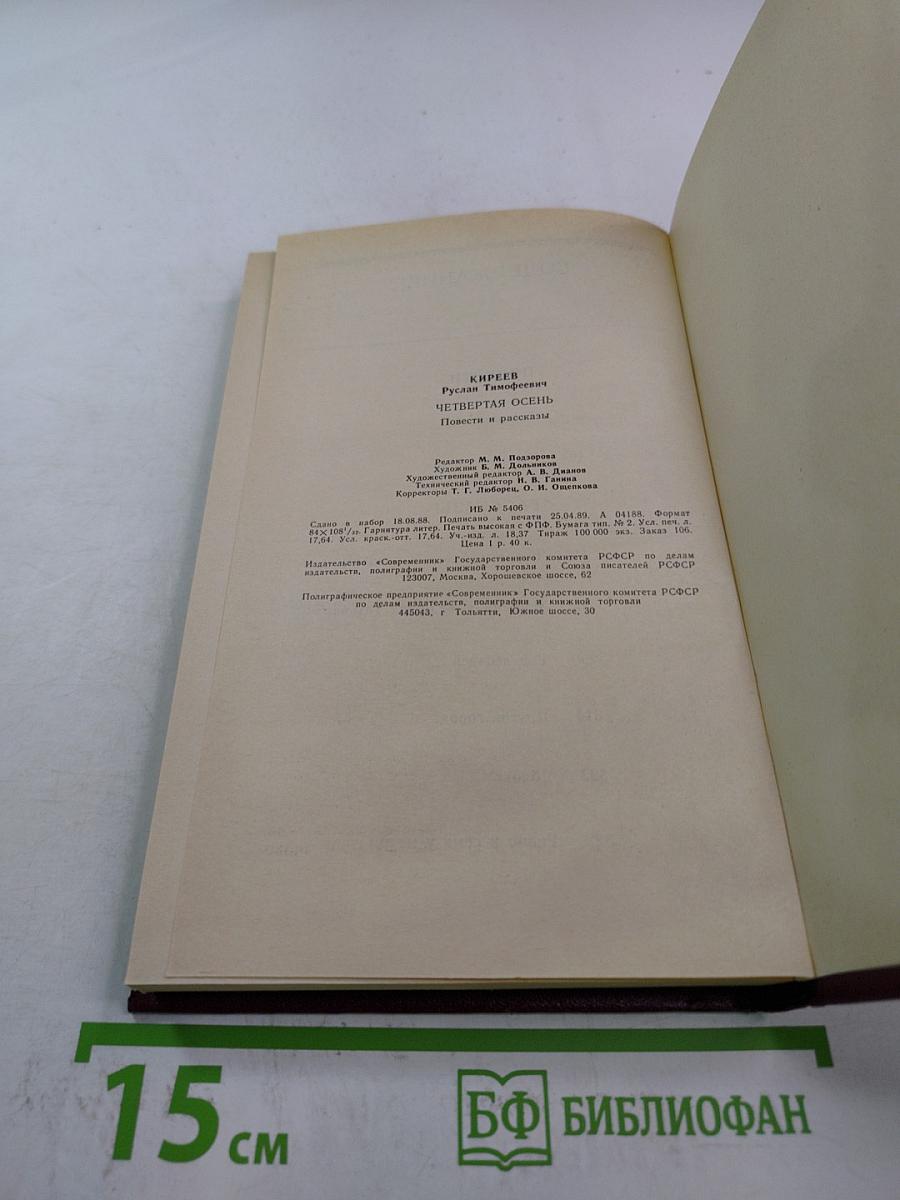 КИРЕЕВ
Руслан Тимофеевич
ЧЕТВЕРТАЯ ОСЕНЬ
Повести и рассказы
Редактор М. М. Подзорова
Художник Б. М. Дольников
Художественный редактор А. В. Дианов
Технический редактор Н. В. Ганина
Корректоры Т. Г. Люборец, О. И. Ощепкова
ИБ № 5406
Сдано в набор 18.08.88. Подписано к печати 25.04.89. А 04188. Формат
84×108¹/₃₂. Гарнитура литер. Печать высокая с ФПФ. Бумага тип. № 2. Усл. печ. л.
17,64. Усл. краск.-отт. 17,64. Уч.-изд. л. 18,37 Тираж 100 000 экз. Заказ 106.
Цена 1 р. 40 к.
Издательство «Современник» Государственного комитета РСФСР по делам
издательств, полиграфии и книжной торговли и Союза писателей РСФСР
123007, Москва, Хорошевское шоссе, 62
Полиграфическое предприятие «Современник» Государственного комитета РСФСР
по делам издательств, полиграфии и книжной торговли
445043, г Тольятти, Южное шоссе, 30
15 см
БФ БИБЛИОФАН